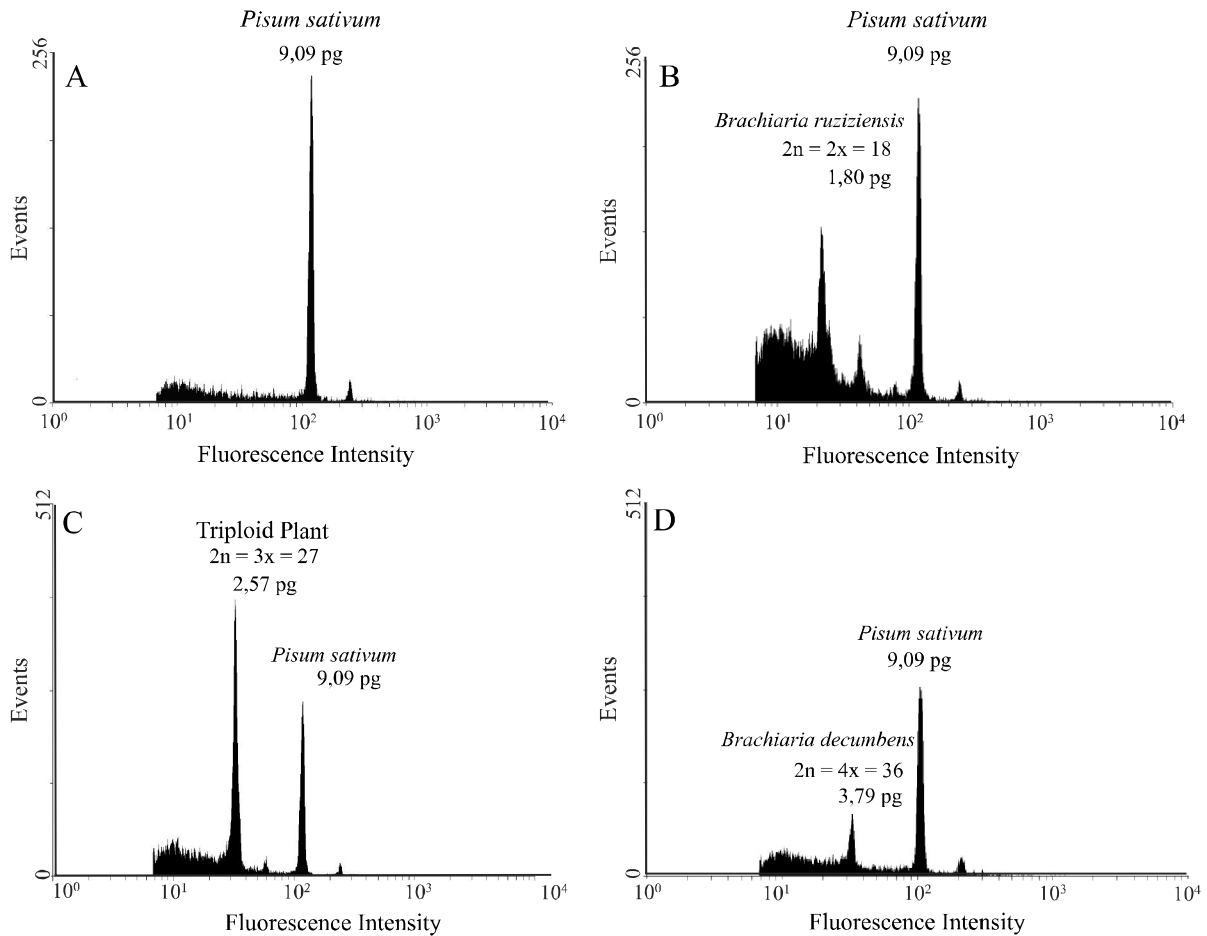 Pisum sativum
9,09 pg
256
A
Events
0
10⁰ 10¹ 10² 10³ 10⁴
Fluorescence Intensity
Pisum sativum
9,09 pg
256
B
Brachiaria ruziziensis
2n = 2x = 18
1,80 pg
Events
0
10⁰ 10¹ 10² 10³ 10⁴
Fluorescence Intensity
512
C
Triploid Plant
2n = 3x = 27
2,57 pg
Pisum sativum
9,09 pg
Events
0
10⁰ 10¹ 10² 10³ 10⁴
Fluorescence Intensity
512
D
Pisum sativum
9,09 pg
Brachiaria decumbens
2n = 4x = 36
3,79 pg
Events
0
10⁰ 10¹ 10² 10³ 10⁴
Fluorescence Intensity